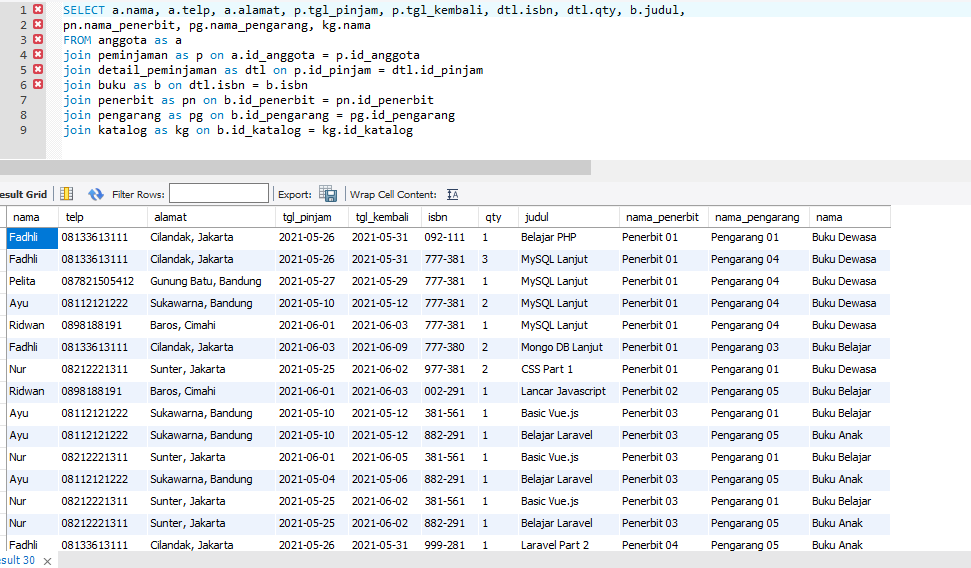 1 SELECT a.nama, a.telp, a.alamat, p.tgl_pinjam, p.tgl_kembali, dtl.isbn, dtl.qty, b.judul,
2 pn.nama_penerbit, pg.nama_pengarang, kg.nama
3 FROM anggota as a
4 join peminjaman as p on a.id_anggota = p.id_anggota
5 join detail_peminjaman as dtl on p.id_pinjam = dtl.id_pinjam
6 join buku as b on dtl.isbn = b.isbn
7 join penerbit as pn on b.id_penerbit = pn.id_penerbit
8 join pengarang as pg on b.id_pengarang = pg.id_pengarang
9 join katalog as kg on b.id_katalog = kg.id_katalog
esult Grid Filter Rows: Export: Wrap Cell Content: IA
nama telp alamat tgl_pinjam tgl_kembali isbn qty judul nama_penerbit nama_pengarang nama
Fadhli 08133613111 Cilandak, Jakarta 2021-05-26 2021-05-31 092-111 1 Belajar PHP Penerbit 01 Pengarang 01 Buku Dewasa
Fadhli 08133613111 Cilandak, Jakarta 2021-05-26 2021-05-31 777-381 3 MySQL Lanjut Penerbit 01 Pengarang 04 Buku Dewasa
Pelita 087821505412 Gunung Batu, Bandung 2021-05-27 2021-05-29 777-381 1 MySQL Lanjut Penerbit 01 Pengarang 04 Buku Dewasa
Ayu 08112121222 Sukawarna, Bandung 2021-05-10 2021-05-12 777-381 2 MySQL Lanjut Penerbit 01 Pengarang 04 Buku Dewasa
Ridwan 0898188191 Baros, Cimahi 2021-06-01 2021-06-03 777-381 1 MySQL Lanjut Penerbit 01 Pengarang 04 Buku Dewasa
Fadhli 08133613111 Cilandak, Jakarta 2021-06-03 2021-06-09 777-380 2 Mongo DB Lanjut Penerbit 01 Pengarang 03 Buku Belajar
Nur 08212221311 Sunter, Jakarta 2021-05-25 2021-06-02 977-381 2 CSS Part 1 Penerbit 01 Pengarang 01 Buku Dewasa
Ridwan 0898188191 Baros, Cimahi 2021-06-01 2021-06-03 002-291 1 Lancar Javascript Penerbit 02 Pengarang 05 Buku Belajar
Ayu 08112121222 Sukawarna, Bandung 2021-05-10 2021-05-12 381-561 1 Basic Vue.js Penerbit 03 Pengarang 01 Buku Belajar
Ayu 08112121222 Sukawarna, Bandung 2021-05-10 2021-05-12 882-291 1 Belajar Laravel Penerbit 03 Pengarang 05 Buku Anak
Nur 08212221311 Sunter, Jakarta 2021-06-01 2021-06-05 381-561 1 Basic Vue.js Penerbit 03 Pengarang 01 Buku Belajar
Ayu 08112121222 Sukawarna, Bandung 2021-05-04 2021-05-06 882-291 1 Belajar Laravel Penerbit 03 Pengarang 05 Buku Anak
Nur 08212221311 Sunter, Jakarta 2021-05-25 2021-06-02 381-561 1 Basic Vue.js Penerbit 03 Pengarang 01 Buku Belajar
Nur 08212221311 Sunter, Jakarta 2021-05-25 2021-06-02 882-291 1 Belajar Laravel Penerbit 03 Pengarang 05 Buku Anak
Fadhli 08133613111 Cilandak, Jakarta 2021-05-26 2021-05-31 999-281 1 Laravel Part 2 Penerbit 04 Pengarang 05 Buku Anak
esult 30